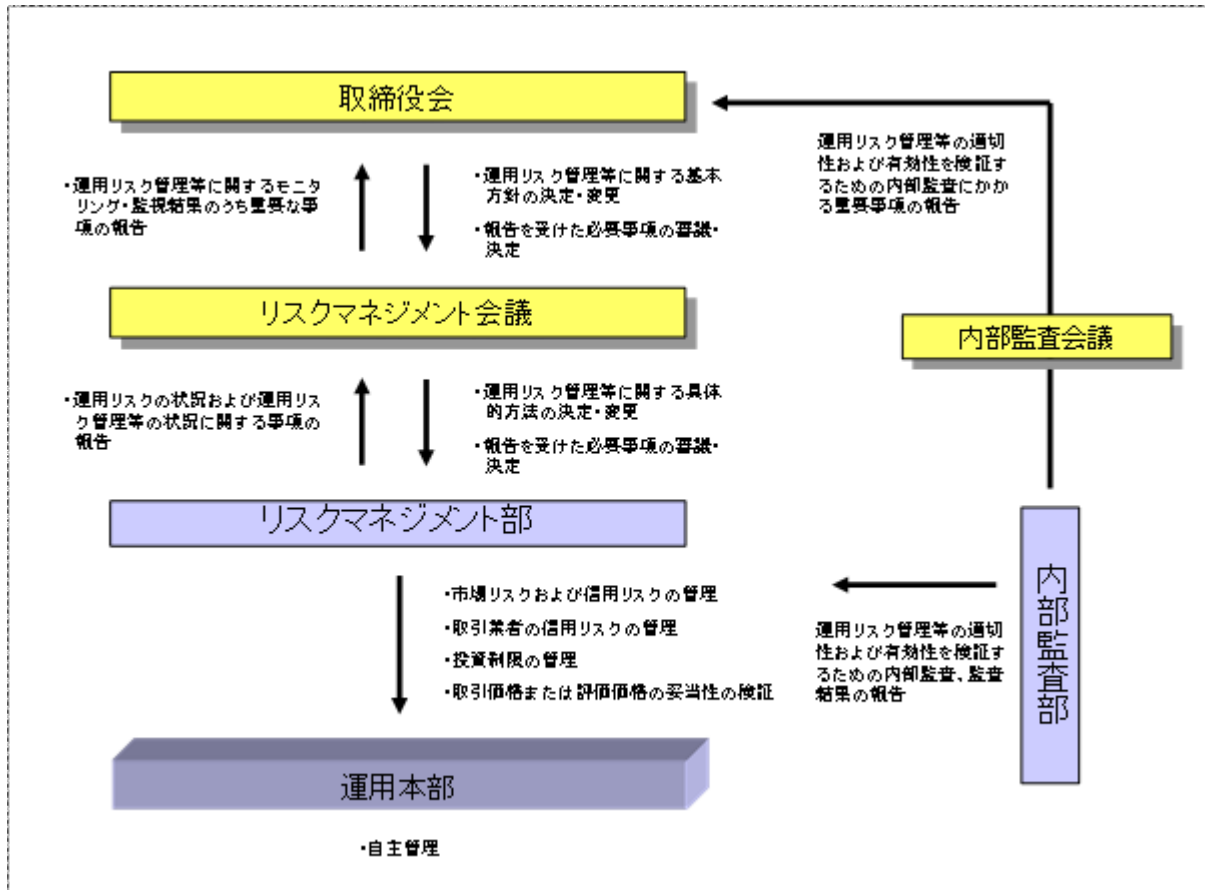 取締役会
・運用リスク管理等に関するモニ
タリング・監視結果のうち重要な事
項の報告
・運用リスク管理等に関する基本
方針の決定・変更
・報告を受けた必要事項の審議・
決定
運用リスク管理等の適切
性および有効性を検証す
るための内部監査にかか
る重要事項の報告
リスクマネジメント会議
内部監査会議
・運用リスクの状況および運用リス
ク管理等の状況に関する事項の
報告
・運用リスク管理等に関する具体
的方法の決定・変更
・報告を受けた必要事項の審議・
決定
リスクマネジメント部
・市場リスクおよび信用リスクの管理
・取引業者の信用リスクの管理
・投資制限の管理
・取引価格または評価価格の妥当性の検証
運用リスク管理等の適切
性および有効性を検証す
るための内部監査、監査
結果の報告
内部監査部
運用本部
・自主管理